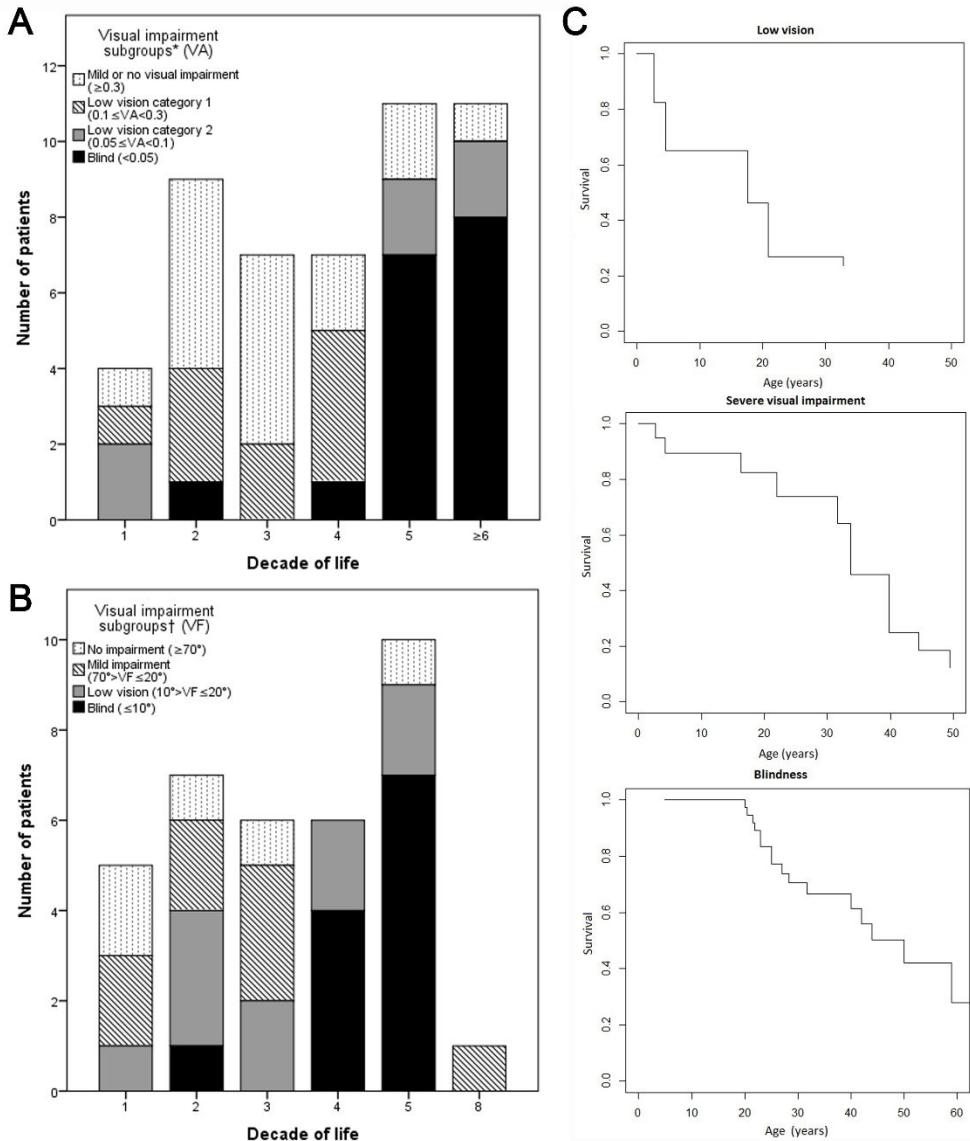 A
Visual impairment
subgroups* (VA)
Mild or no visual impairment
(≥0.3)
Low vision category 1
(0.1≤VA<0.3)
Low vision category 2
(0.05≤VA<0.1)
Blind (<0.05)
Number of patients
12
10
8
6
4
2
0
1 2 3 4 5 ≥6
Decade of life
B
Visual impairment
subgroups† (VF)
No impairment (≥70°)
Mild impairment
(70°>VF≤20°)
Low vision (10°>VF≤20°)
Blind (≤10°)
Number of patients
10
8
6
4
2
0
1 2 3 4 5 8
Decade of life
C
Low vision
Survival
1.0
0.8
0.6
0.4
0.2
0.0
0 10 20 30 40 50
Age (years)
Severe visual impairment
Survival
1.0
0.8
0.6
0.4
0.2
0.0
0 10 20 30 40 50
Age (years)
Blindness
Survival
1.0
0.8
0.6
0.4
0.2
0.0
0 10 20 30 40 50 60
Age (years)